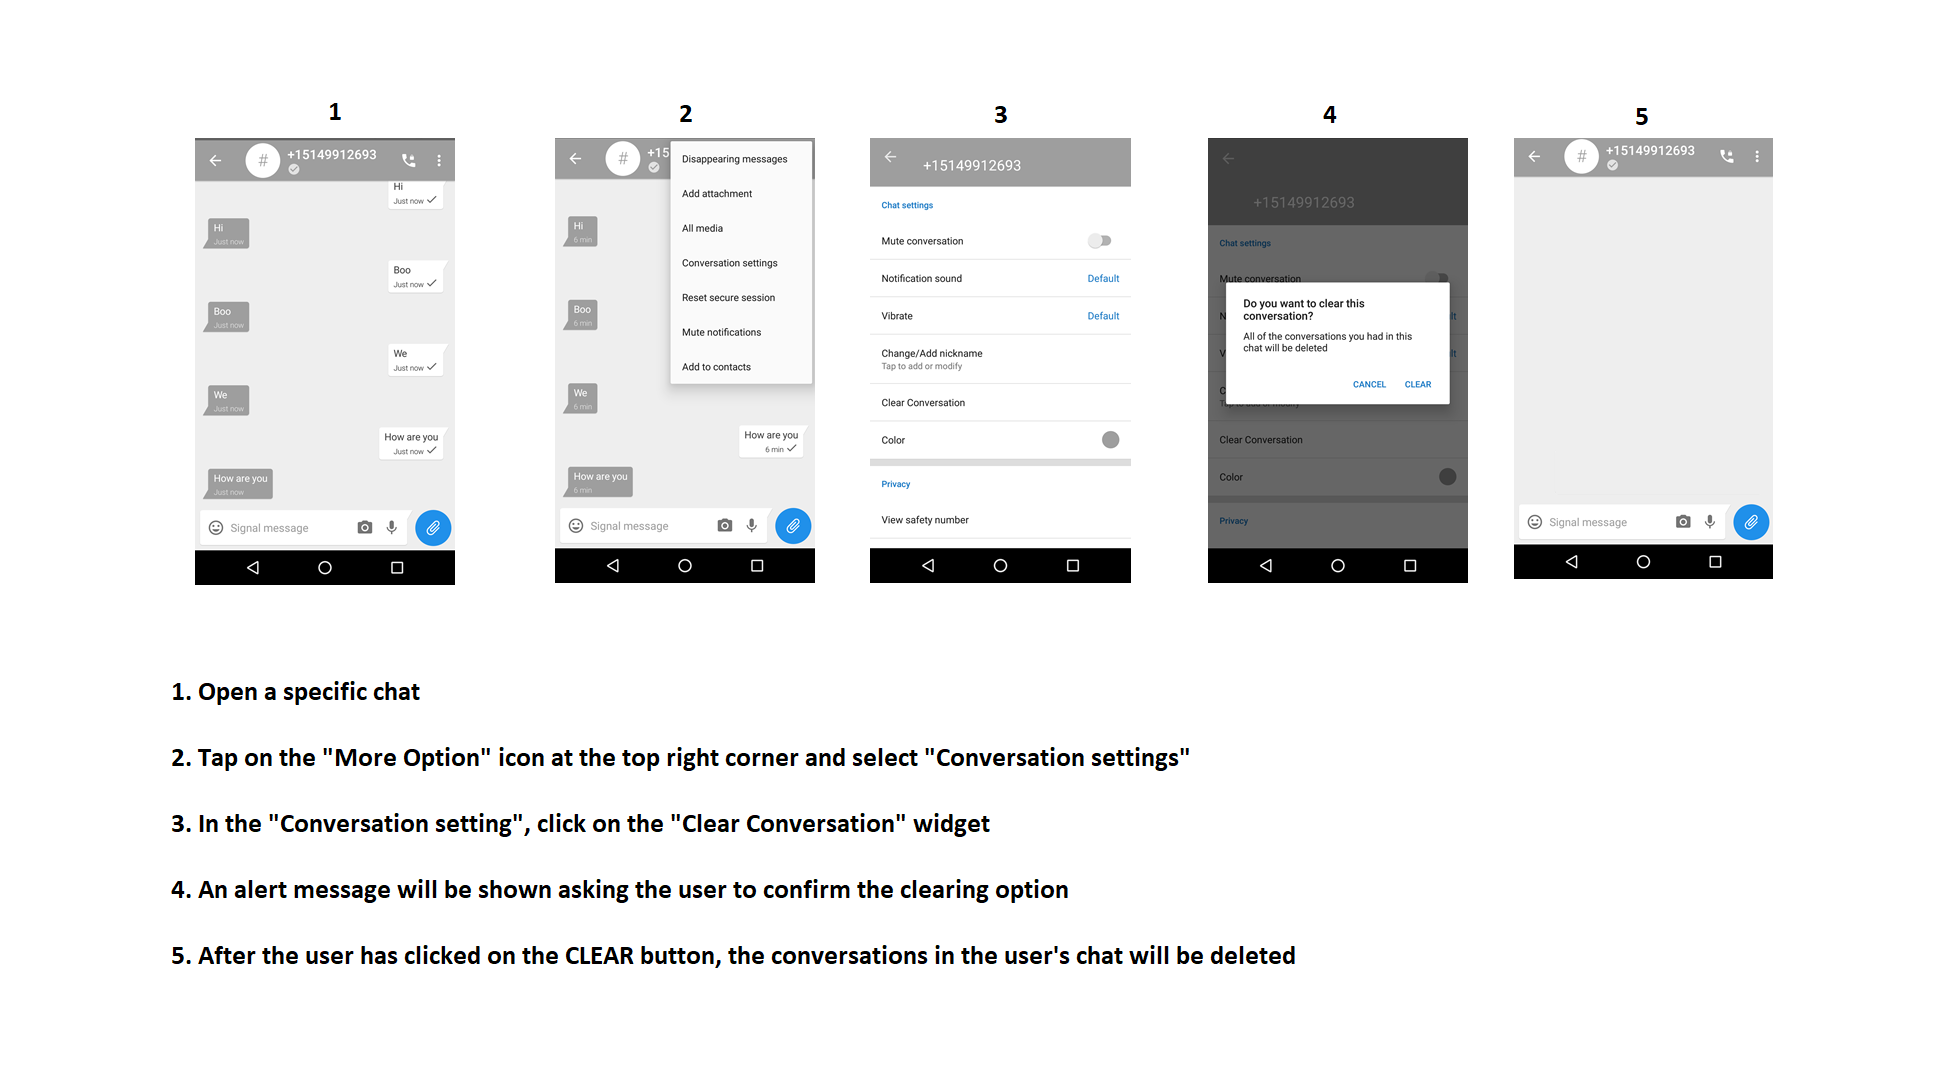 1
+15149912693
Hi
Just now
Hi
Just now
Boo
Just now
Boo
Just now
We
Just now
We
Just now
How are you
Just now
How are you
Just now
Signal message
2
+15
Disappearing messages
Add attachment
All media
Conversation settings
Reset secure session
Mute notifications
Add to contacts
Hi
5 min
Boo
6 min
We
6 min
How are you
6 min
How are you
6 min
Signal message
3
+15149912693
Chat settings
Mute conversation
Notification sound Default
Vibrate Default
Change/Add nickname
Tap to add or modify
Clear Conversation
Color
Privacy
View safety number
4
+15149912693
Chat settings
Mute conversation
Do you want to clear this
conversation?
All of the conversations you had in this
chat will be deleted
CANCEL CLEAR
Clear Conversation
Color
Privacy
5
+15149912693
Signal message
1. Open a specific chat
2. Tap on the "More Option" icon at the top right corner and select "Conversation settings"
3. In the "Conversation setting", click on the "Clear Conversation" widget
4. An alert message will be shown asking the user to confirm the clearing option
5. After the user has clicked on the CLEAR button, the conversations in the user's chat will be deleted